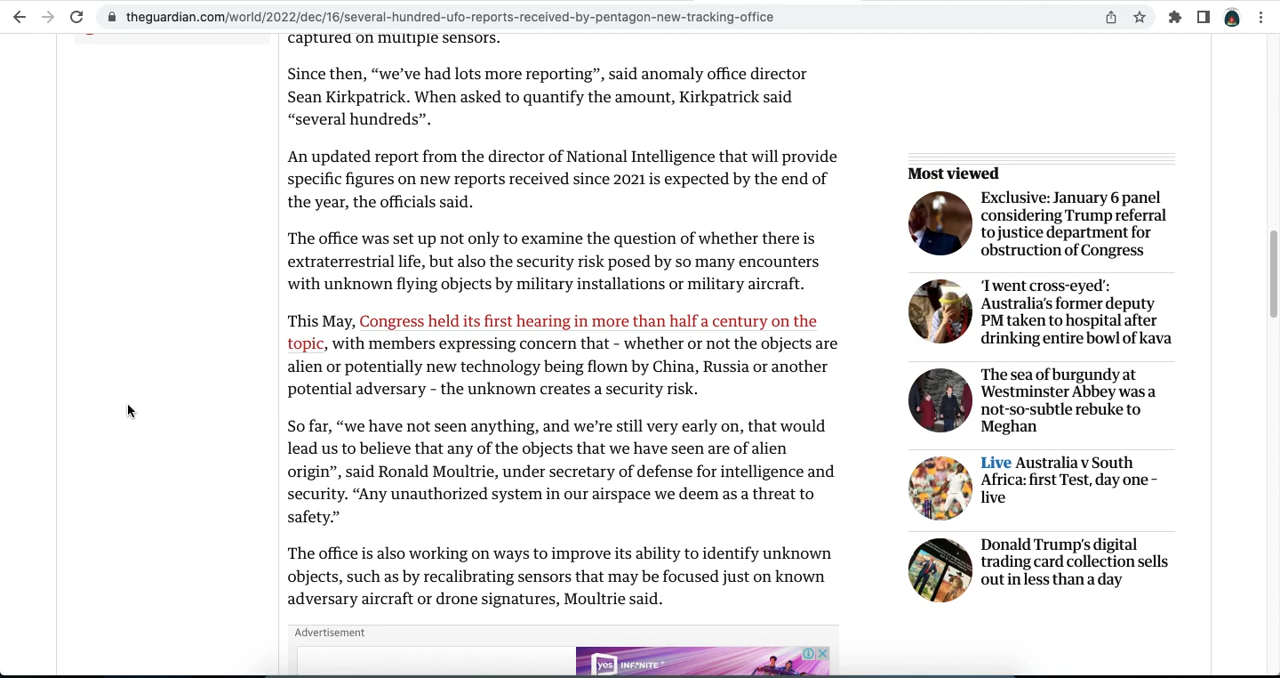 theguardian.com/world/2022/dec/16/several-hundred-ufo-reports-received-by-pentagon-new-tracking-office
captured on multiple sensors.
Since then, “we’ve had lots more reporting”, said anomaly office director
Sean Kirkpatrick. When asked to quantify the amount, Kirkpatrick said
“several hundreds”.
An updated report from the director of National Intelligence that will provide
specific figures on new reports received since 2021 is expected by the end of
the year, the officials said.
The office was set up not only to examine the question of whether there is
extraterrestrial life, but also the security risk posed by so many encounters
with unknown flying objects by military installations or military aircraft.
This May, Congress held its first hearing in more than half a century on the
topic, with members expressing concern that – whether or not the objects are
alien or potentially new technology being flown by China, Russia or another
potential adversary – the unknown creates a security risk.
So far, “we have not seen anything, and we’re still very early on, that would
lead us to believe that any of the objects that we have seen are of alien
origin”, said Ronald Moultrie, under secretary of defense for intelligence and
security. “Any unauthorized system in our airspace we deem as a threat to
safety.”
The office is also working on ways to improve its ability to identify unknown
objects, such as by recalibrating sensors that may be focused just on known
adversary aircraft or drone signatures, Moultrie said.
Advertisement
yes INFINITE+
Most viewed
Exclusive: January 6 panel
considering Trump referral
to justice department for
obstruction of Congress
‘I went cross-eyed’:
Australia’s former deputy
PM taken to hospital after
drinking entire bowl of kava
The sea of burgundy at
Westminster Abbey was a
not-so-subtle rebuke to
Meghan
Live Australia v South
Africa: first Test, day one –
live
Donald Trump’s digital
trading card collection sells
out in less than a day